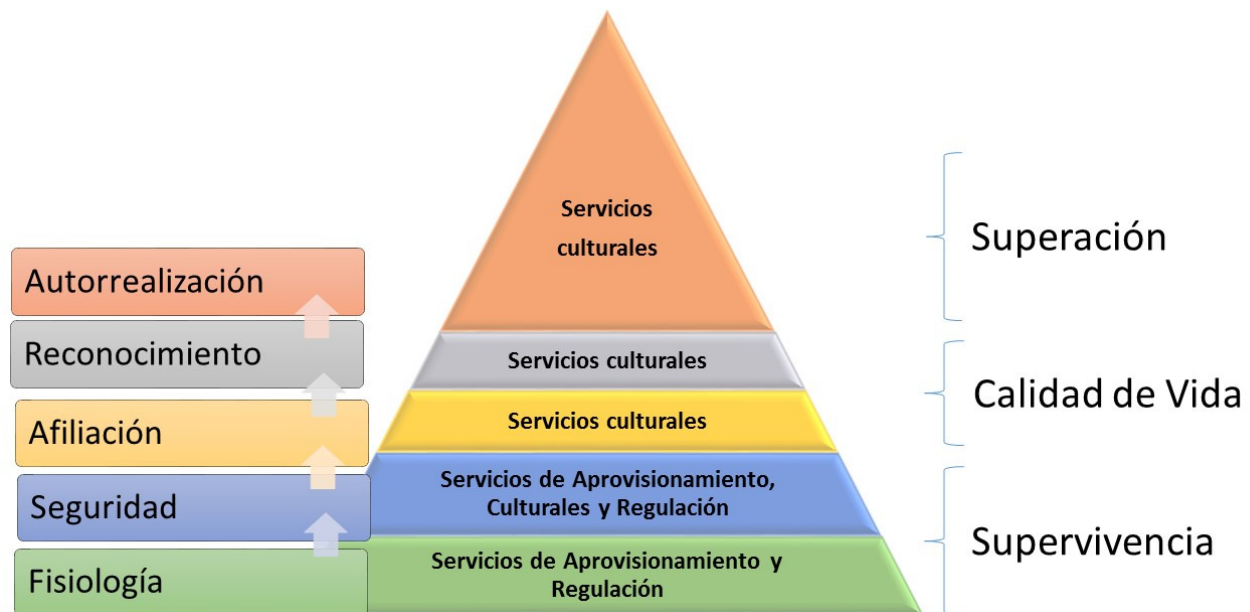 Servicios
culturales
Superación
Autorrealización
Reconocimiento
Servicios culturales
Calidad de Vida
Afiliación
Servicios culturales
Seguridad
Servicios de Aprovisionamiento,
Culturales y Regulación
Supervivencia
Fisiología
Servicios de Aprovisionamiento y
Regulación